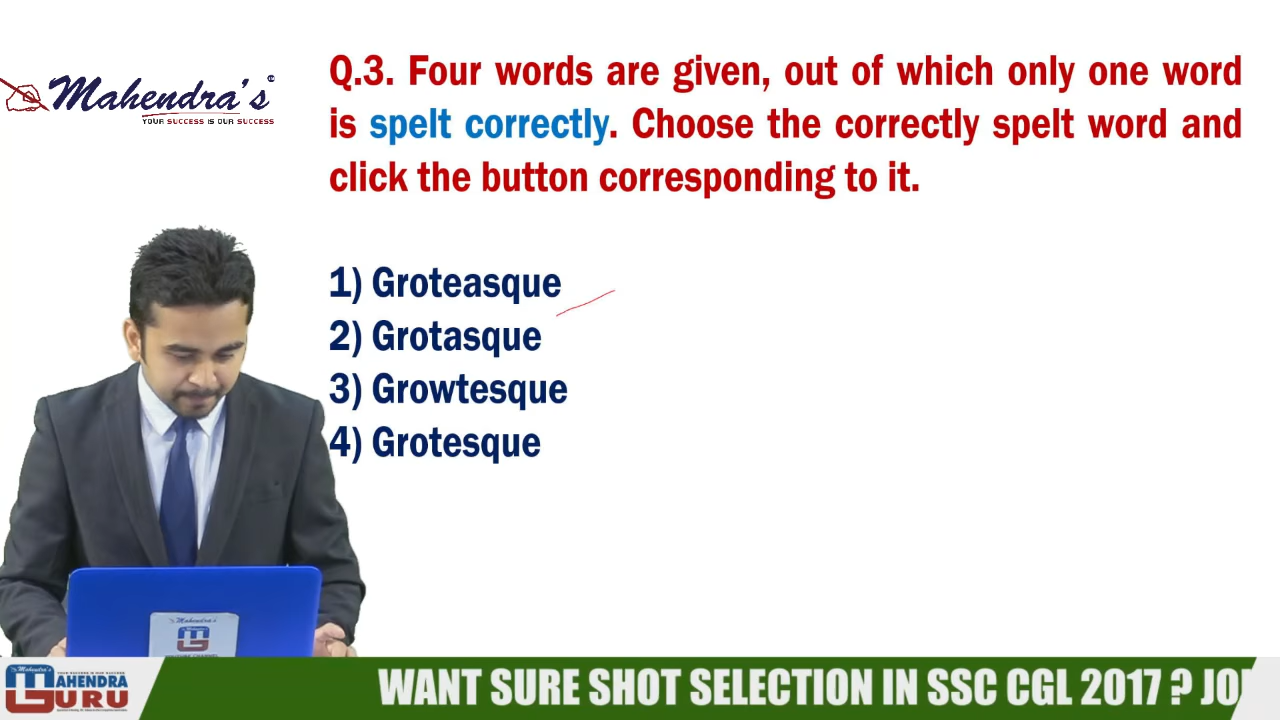 Mahendra's
YOUR SUCCESS IS OUR SUCCESS
Q.3. Four words are given, out of which only one word
is spelt correctly. Choose the correctly spelt word and
click the button corresponding to it.
1) Groteasque
2) Grotasque
3) Growtesque
4) Grotesque
Mahendra's
Mahendra's
MAHENDRA
GURU
WANT SURE SHOT SELECTION IN SSC CGL 2017 ?